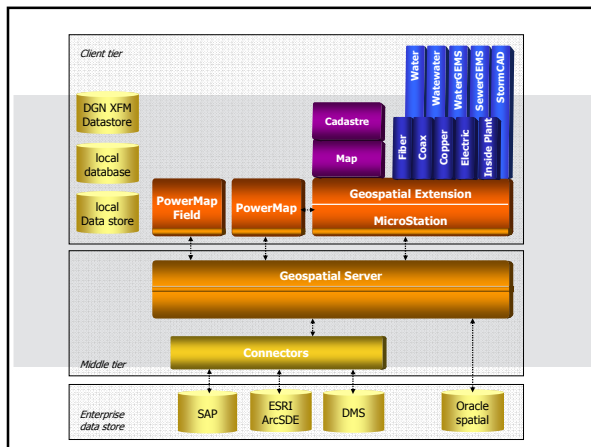 Client tier
DGN XFM
Datastore
local
database
local
Data store
PowerMap
Field
PowerMap
Cadastre
Map
Fiber
Coax
Copper
Electric
Inside Plant
Water
Watewater
WaterGEMS
SewerGEMS
StormCAD
Geospatial Extension
MicroStation
Geospatial Server
Connectors
Middle tier
SAP
ESRI
ArcSDE
DMS
Oracle
spatial
Enterprise
data store